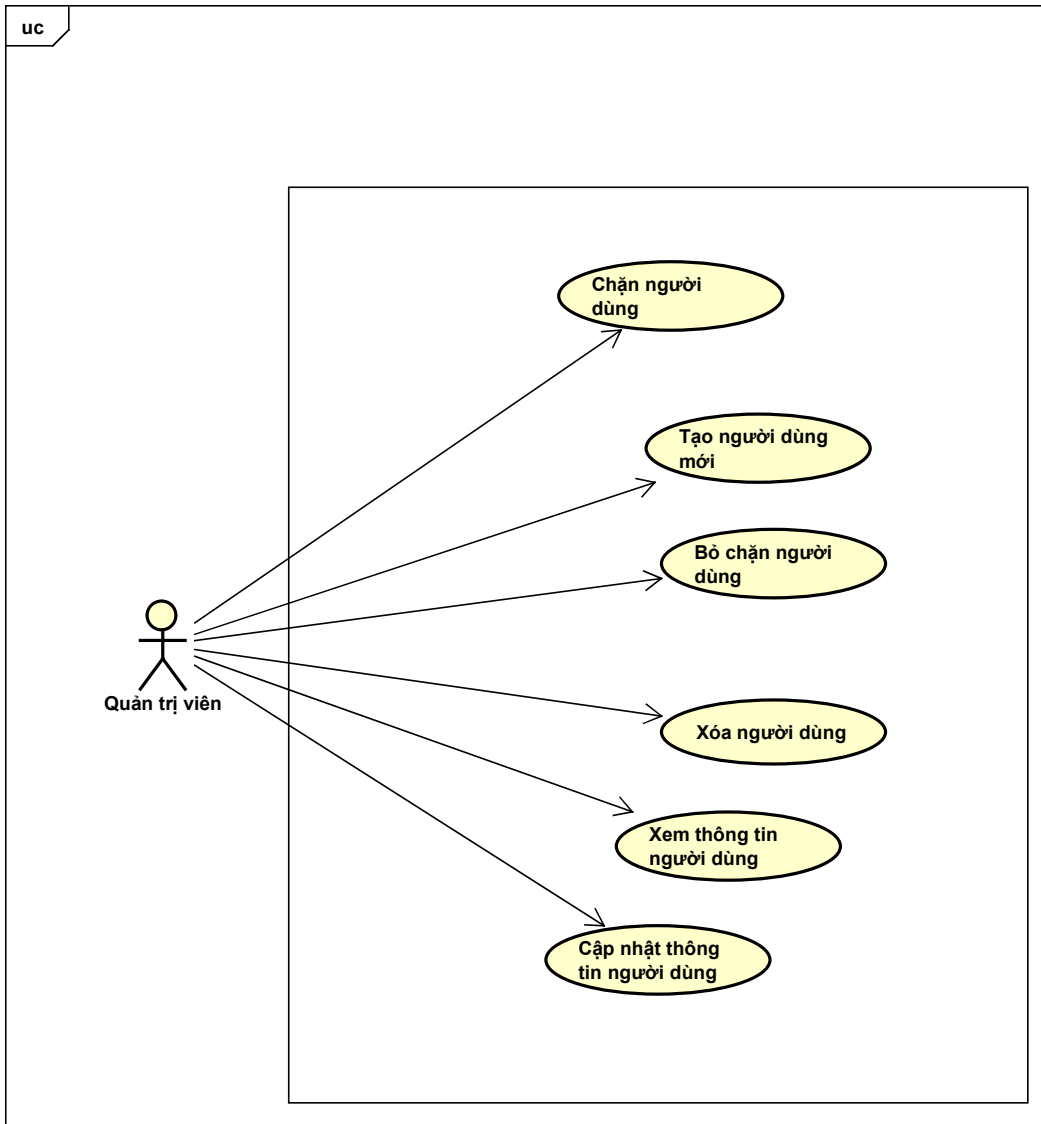 uc
Chặn người
dùng
Tạo người dùng
mới
Bỏ chặn người
dùng
Quản trị viên
Xóa người dùng
Xem thông tin
người dùng
Cập nhật thông
tin người dùng